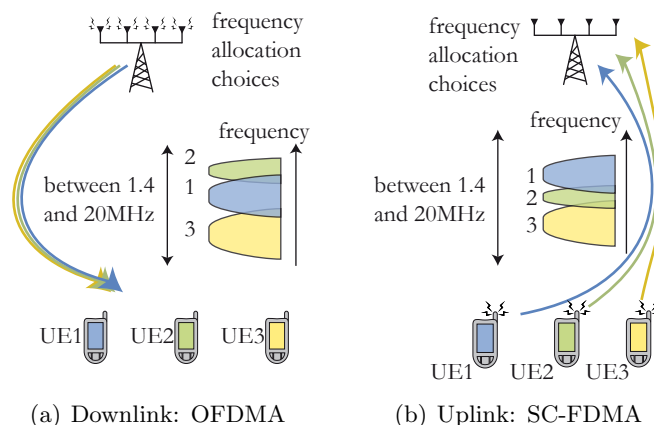 frequency
allocation
choices
frequency
2
1
3
between 1.4
and 20MHz
UE1
UE2
UE3
(a) Downlink: OFDMA
frequency
allocation
choices
frequency
1
2
3
between 1.4
and 20MHz
UE1
UE2
UE3
(b) Uplink: SC-FDMA